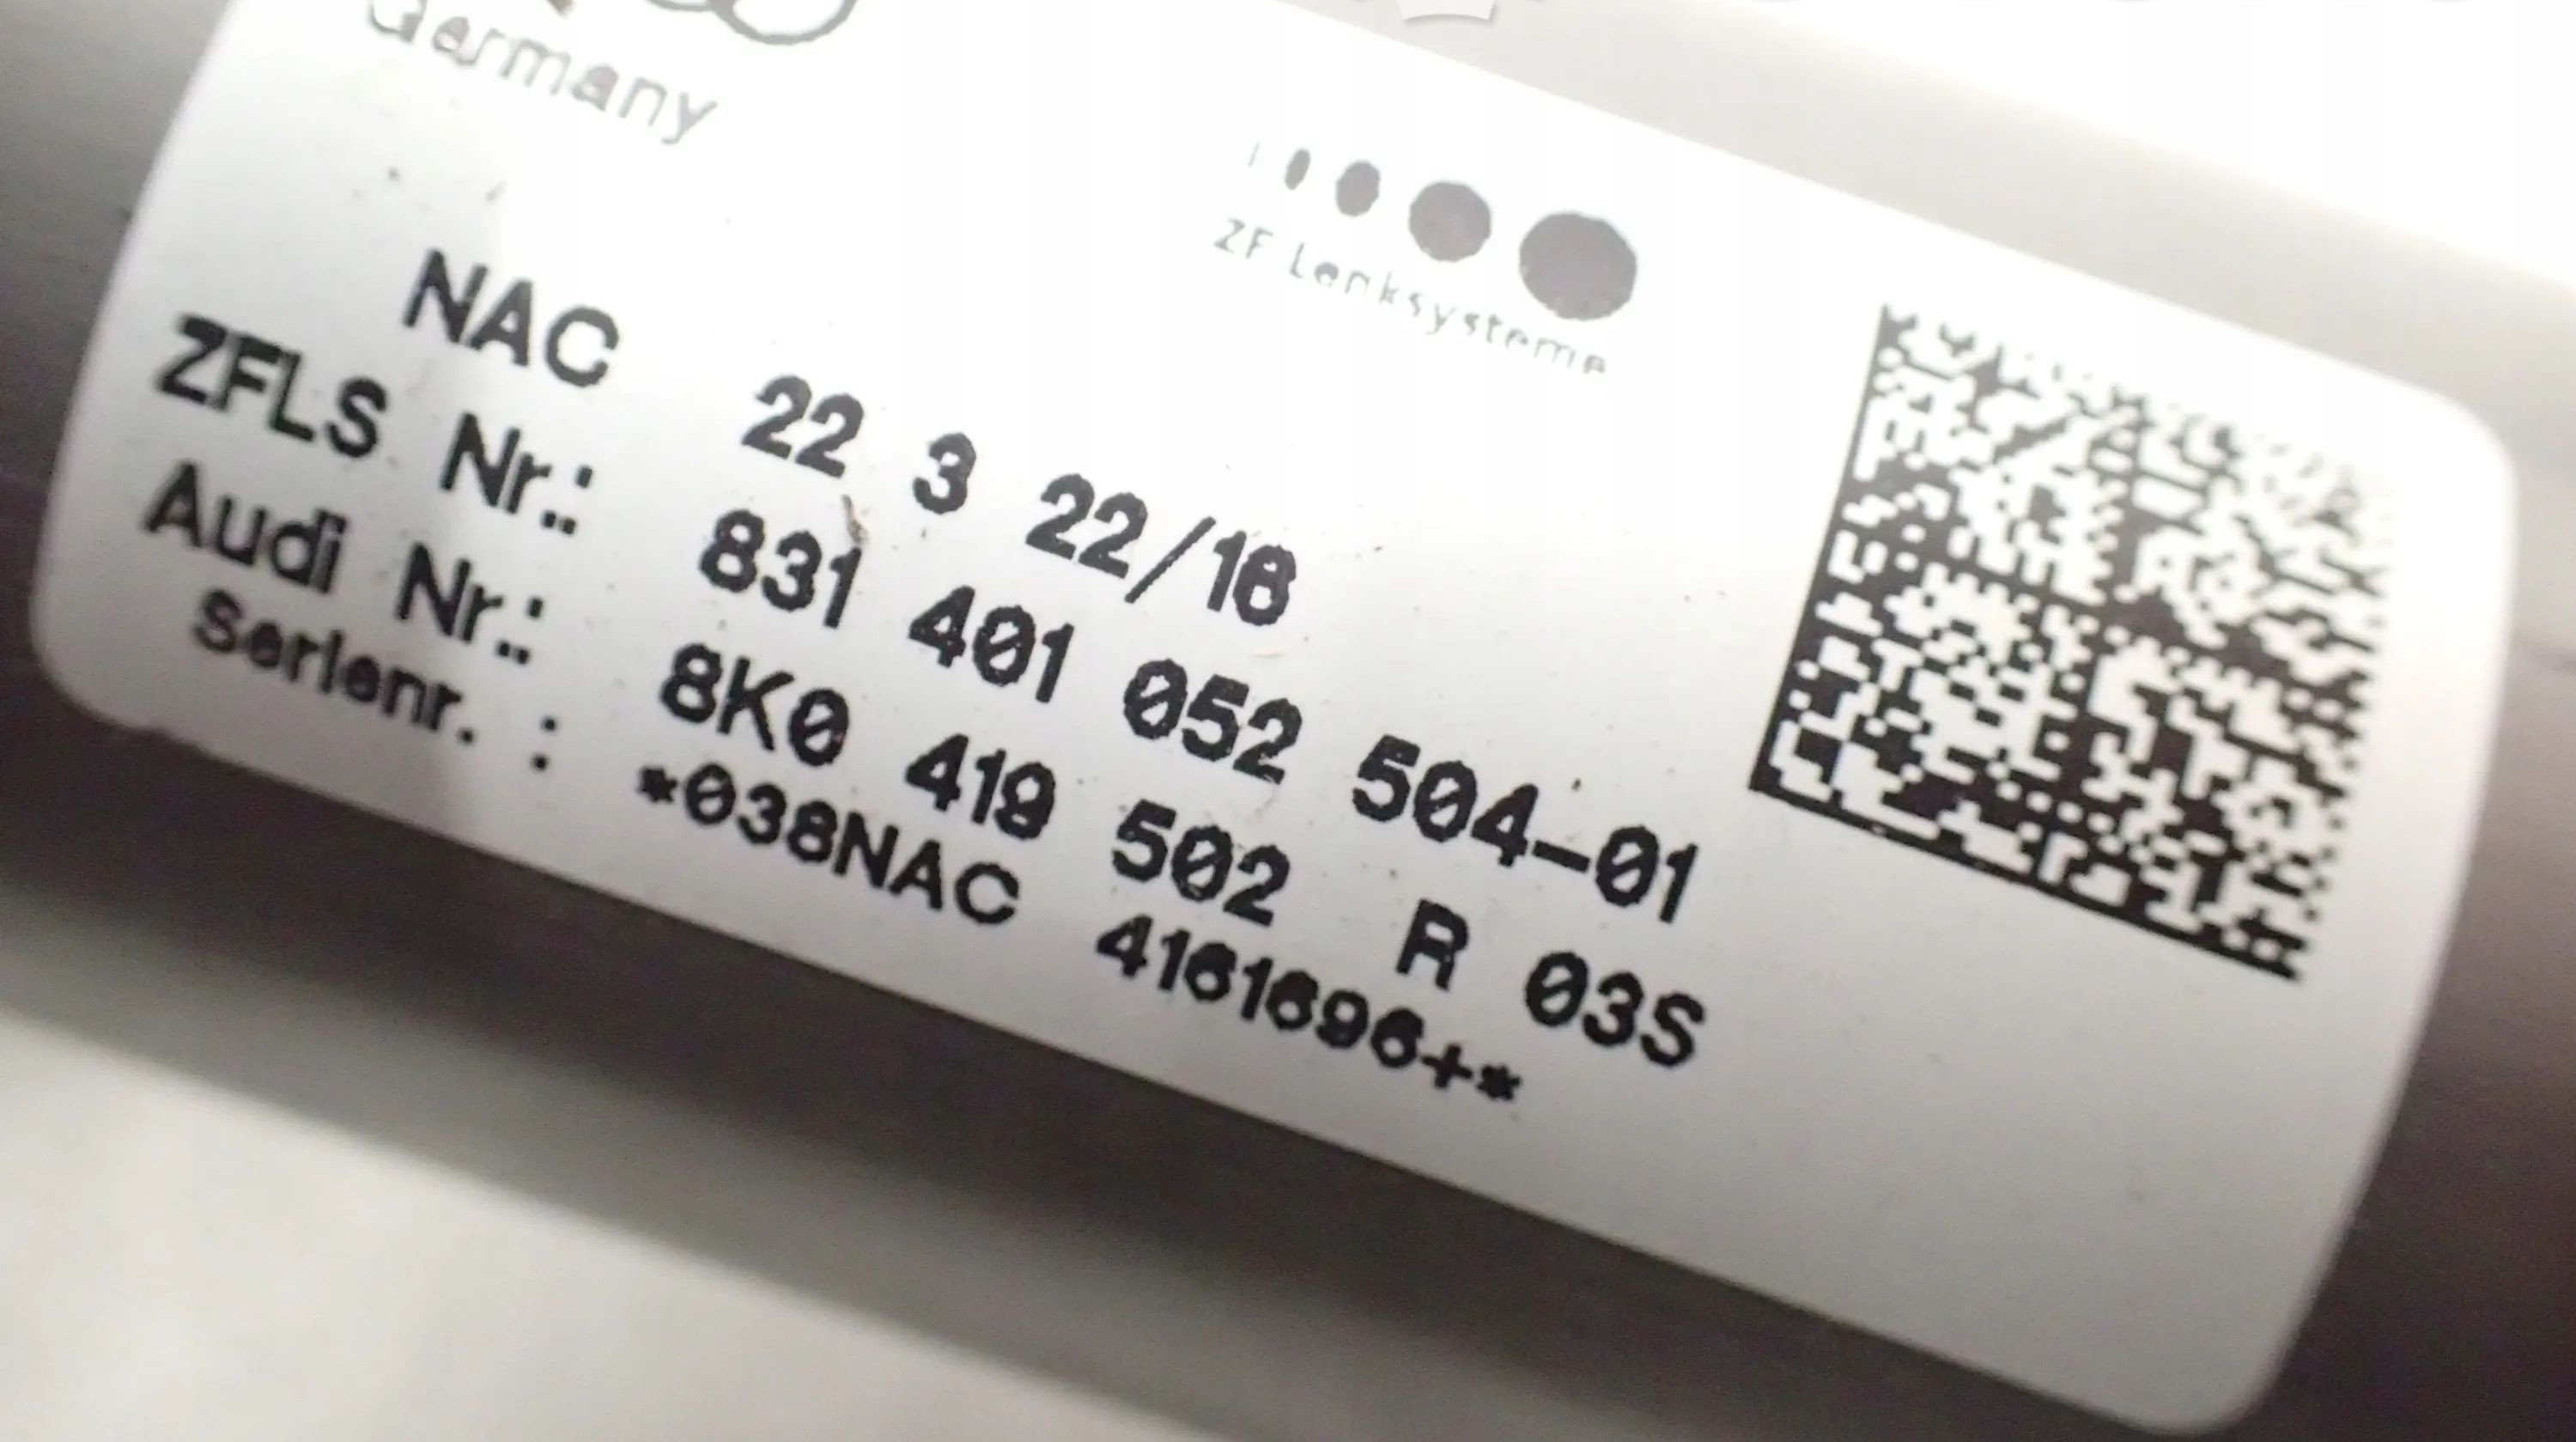 Germany
ZF Lenksysteme
NAC 22 3 22/16
ZFLS Nr.: 831 401 052 504-01
Audi Nr.: 8K0 419 502 R 03S
Serienr. : *038NAC 4161696+*